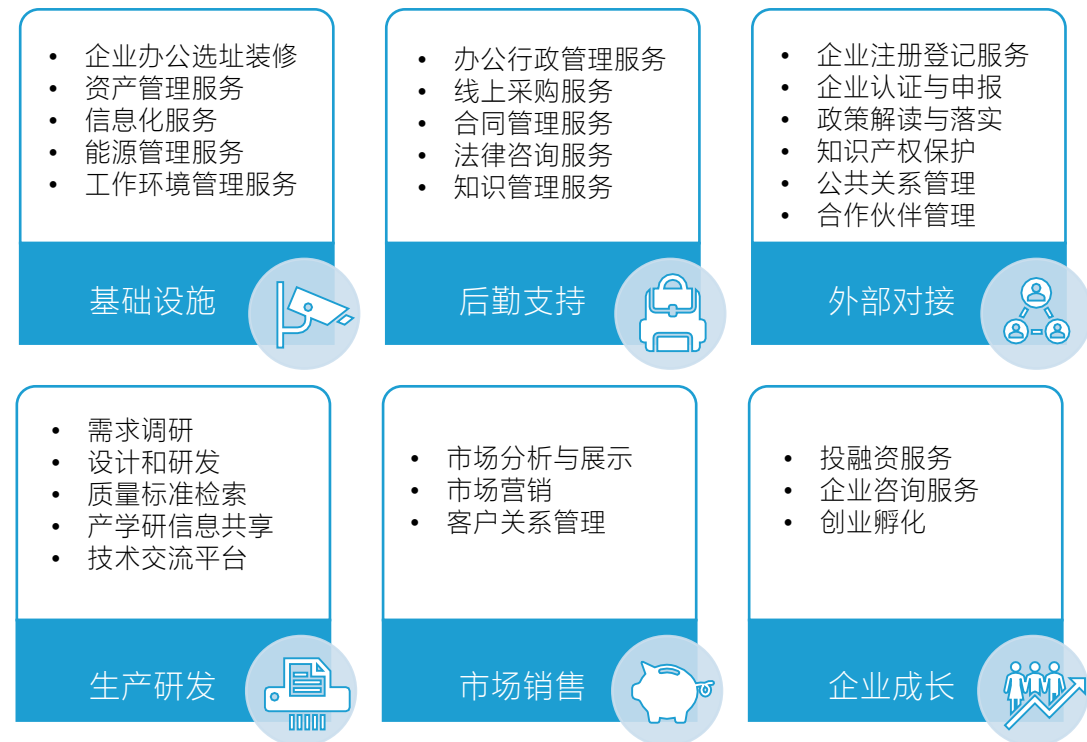 • 企业办公选址装修
• 资产管理服务
• 信息化服务
• 能源管理服务
• 工作环境管理服务
基础设施
• 办公行政管理服务
• 线上采购服务
• 合同管理服务
• 法律咨询服务
• 知识管理服务
后勤支持
• 企业注册登记服务
• 企业认证与申报
• 政策解读与落实
• 知识产权保护
• 公共关系管理
• 合作伙伴管理
外部对接
• 需求调研
• 设计和研发
• 质量标准检索
• 产学研信息共享
• 技术交流平台
生产研发
• 市场分析与展示
• 市场营销
• 客户关系管理
市场销售
• 投融资服务
• 企业咨询服务
• 创业孵化
企业成长